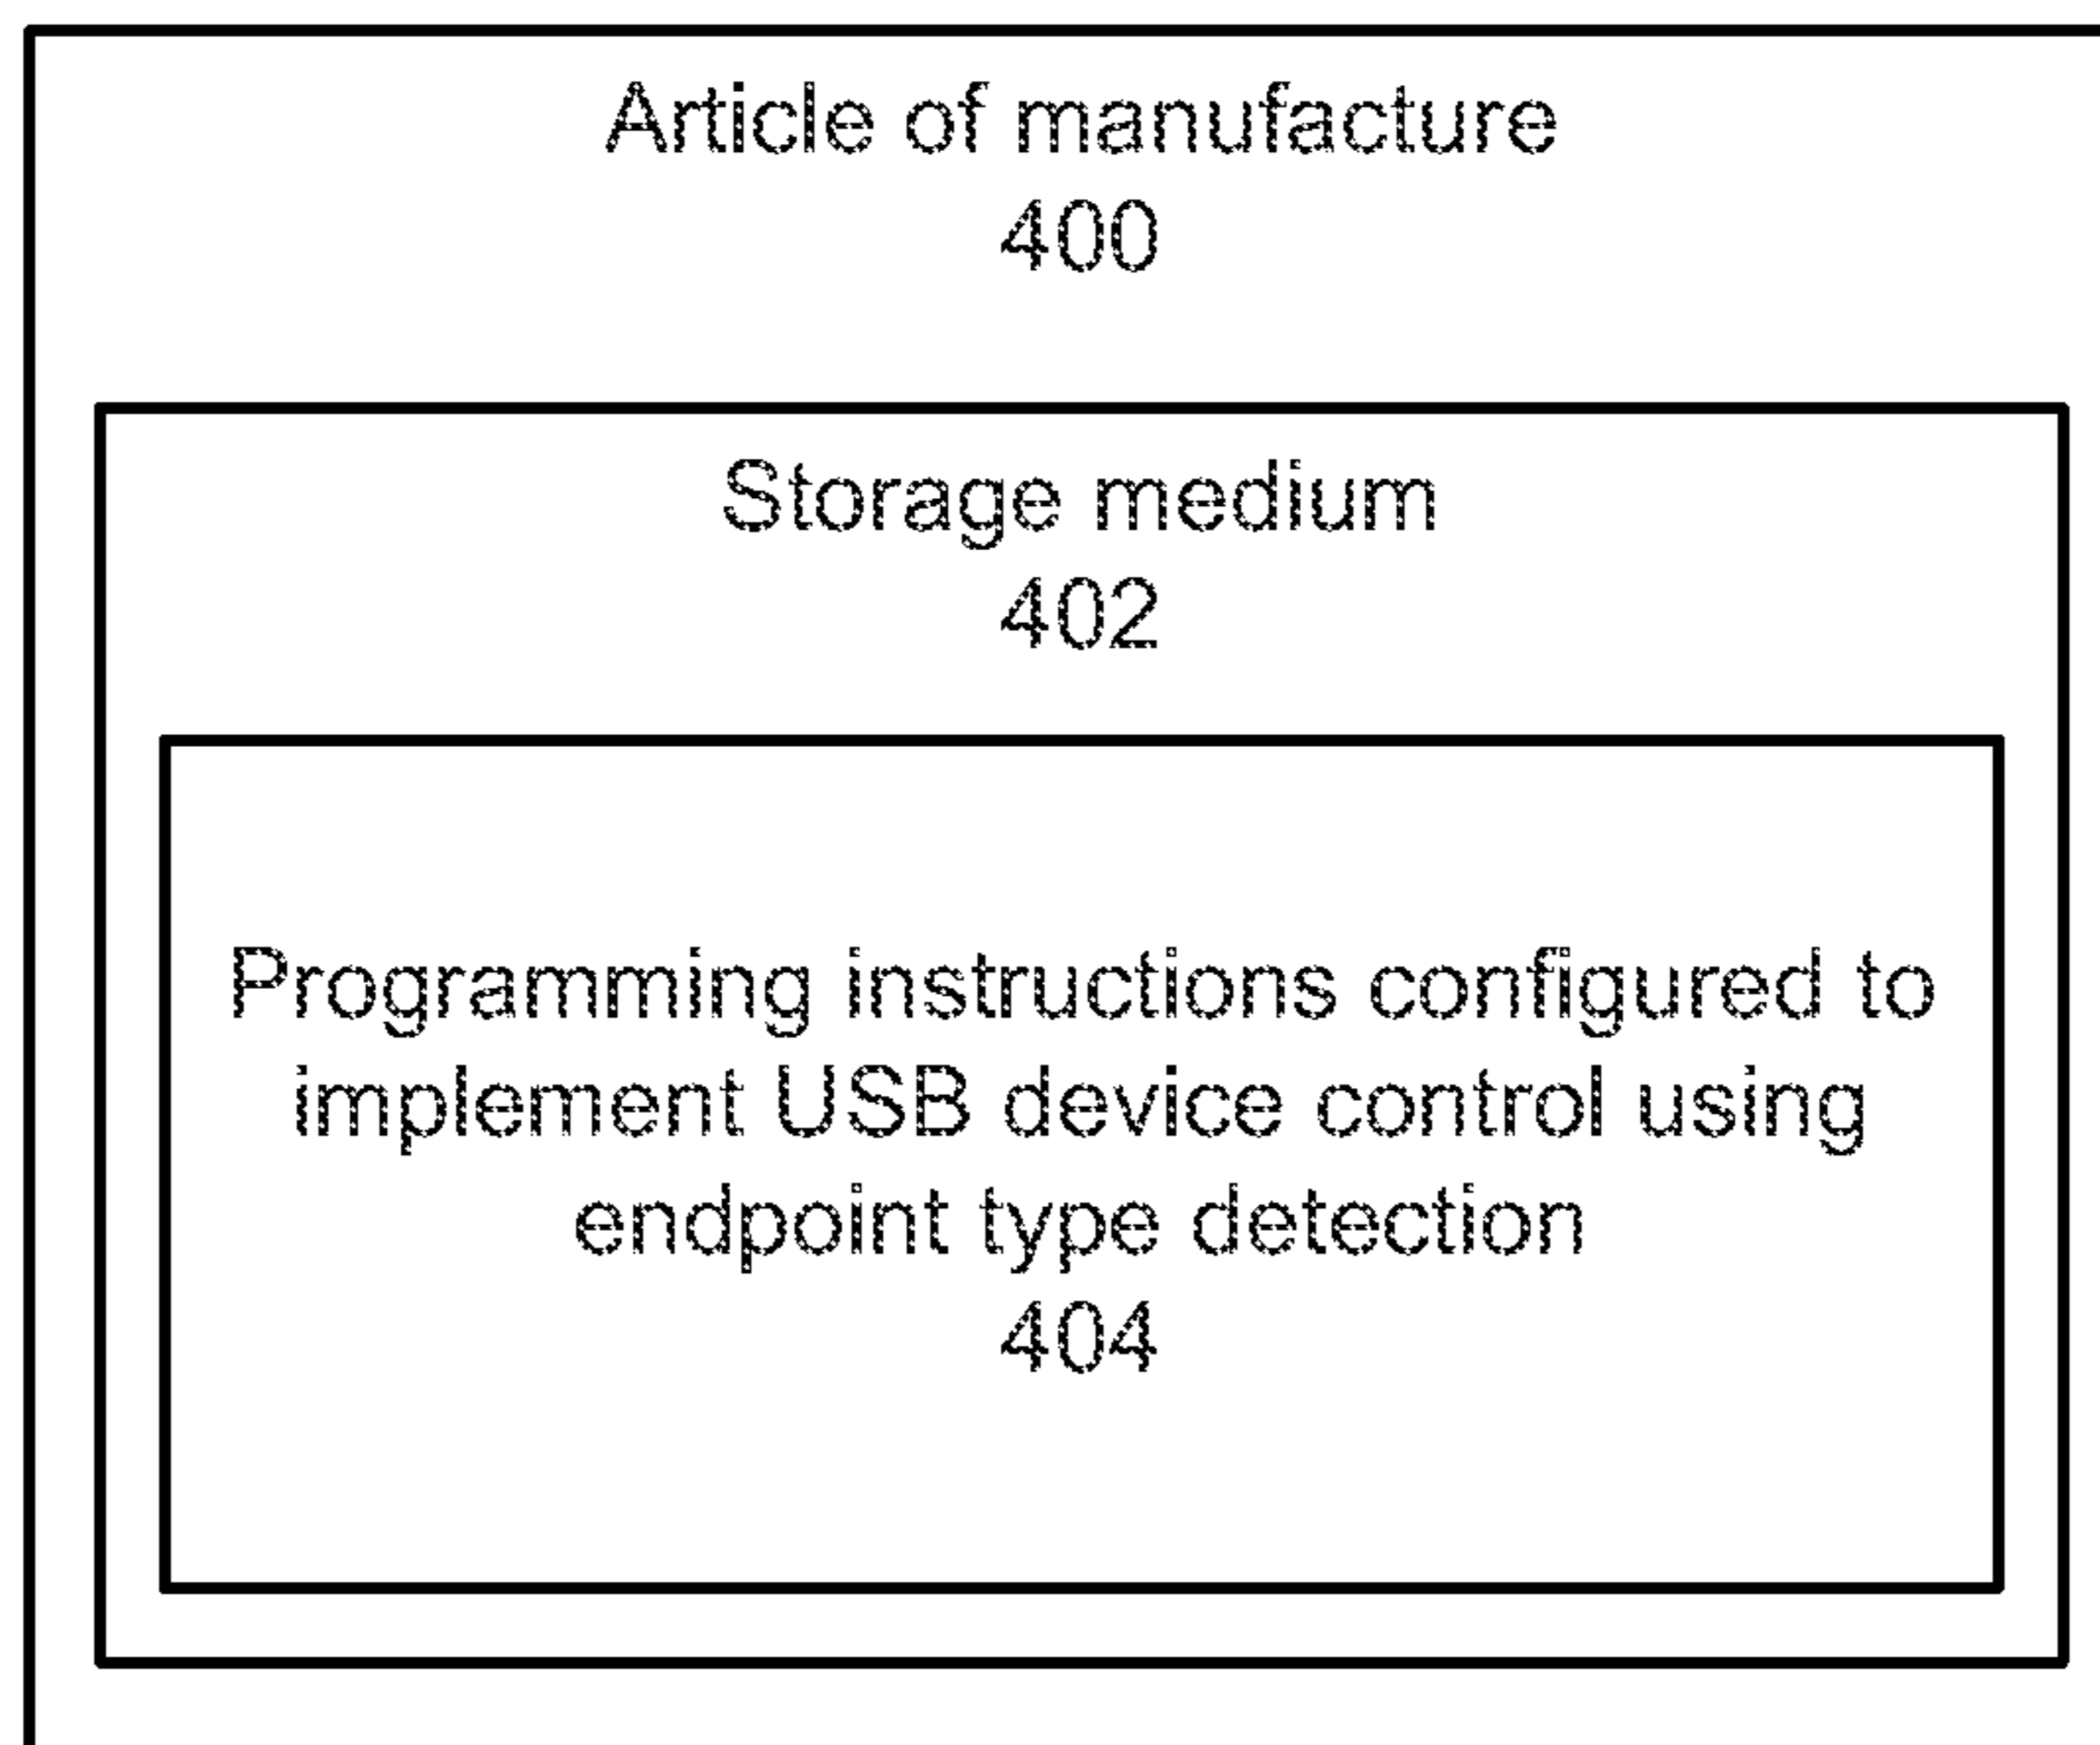 Article of manufacture
400
Storage medium
402
Programming instructions configured to
implement USB device control using
endpoint type detection
404